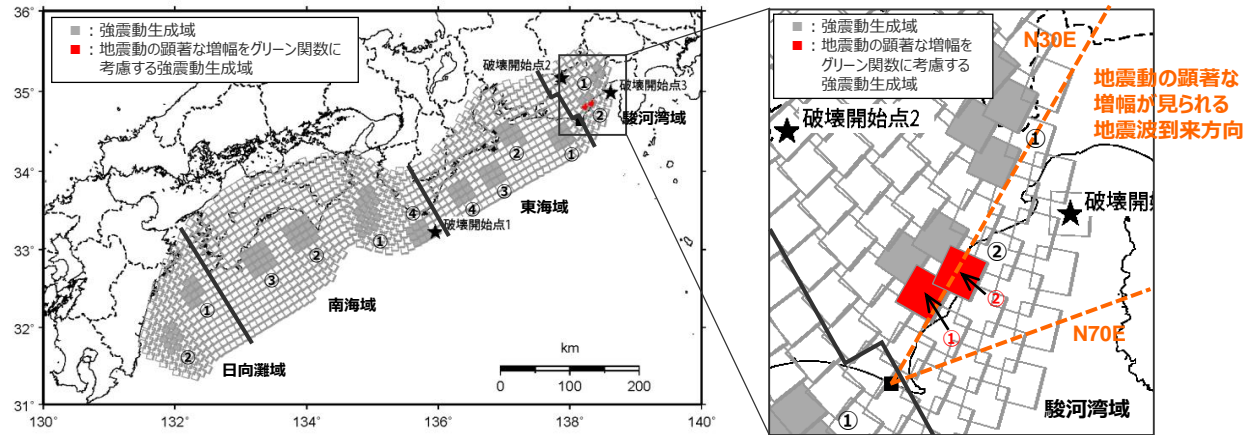 ：強震動生成域
：地震動の顕著な増幅をグリーン関数に
考慮する強震動生成域
36°
35°
34°
33°
32°
31°
130
132
134
136
138
140
破壊開始点2
①
破壊開始点3
②
駿河湾域
②
①
③
④
東海域
④
破壊開始点1
①
②
③
南海域
①
②
日向灘域
km
0 100 200
：強震動生成域
：地震動の顕著な増幅を
グリーン関数に考慮する
強震動生成域
N30E
地震動の顕著な
増幅が見られる
地震波到来方向
破壊開始点2
①
破壊開始
②
②
①
N70E
駿河湾域
①